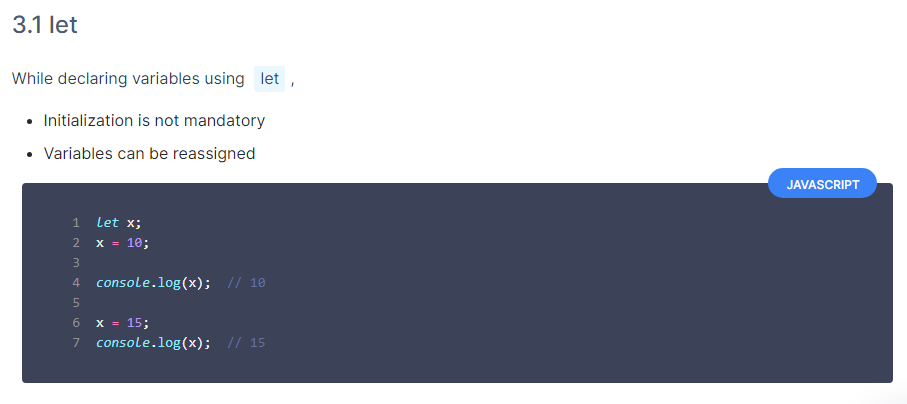 3.1 let
While declaring variables using let ,
• Initialization is not mandatory
• Variables can be reassigned
JAVASCRIPT
1 let x;
2 x = 10;
3
4 console.log(x); // 10
5
6 x = 15;
7 console.log(x); // 15